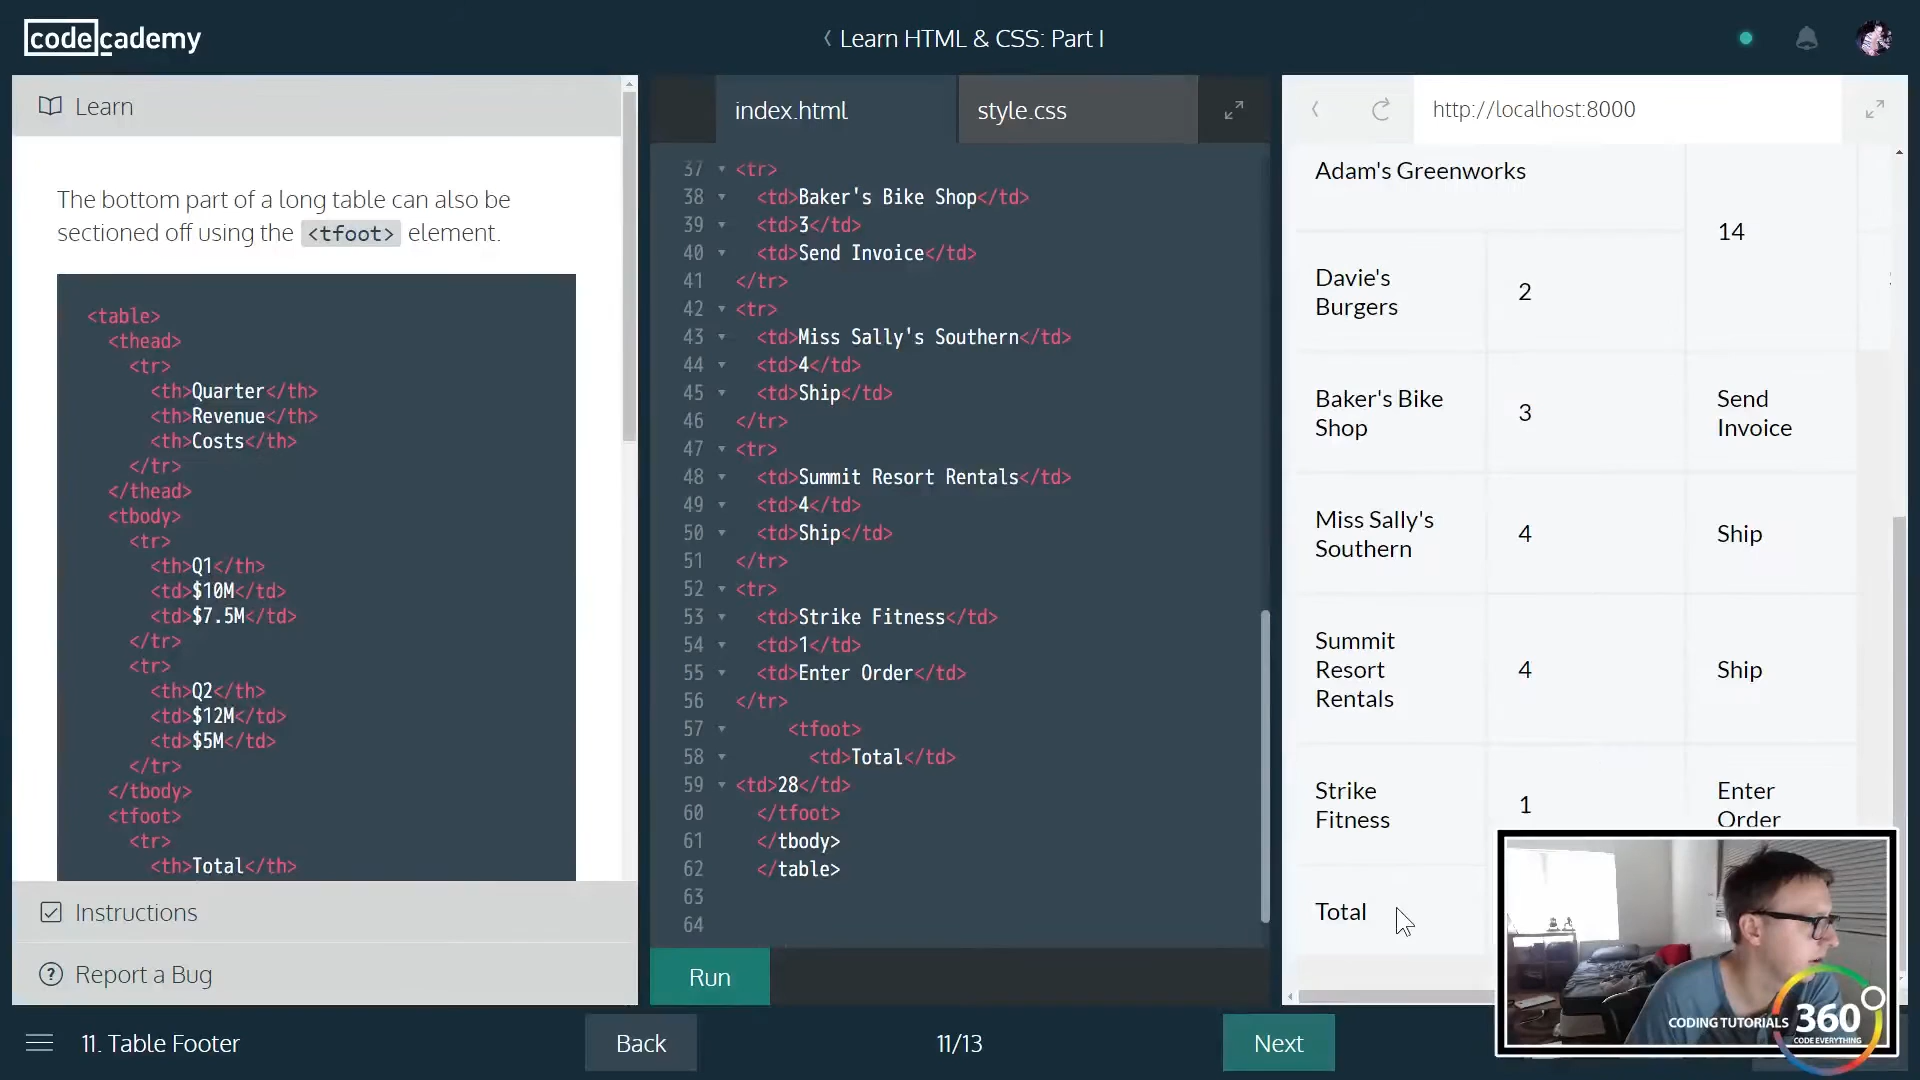 codecademy
Learn HTML & CSS: Part I
Learn
The bottom part of a long table can also be
sectioned off using the <tfoot> element.
<table>
<thead>
<tr>
<th>Quarter</th>
<th>Revenue</th>
<th>Costs</th>
</tr>
</thead>
<tbody>
<tr>
<th>Q1</th>
<td>$10M</td>
<td>$7.5M</td>
</tr>
<tr>
<th>Q2</th>
<td>$12M</td>
<td>$5M</td>
</tr>
</tbody>
<tfoot>
<tr>
<th>Total</th>
Instructions
Report a Bug
index.html
style.css
37 <tr>
38 <td>Baker's Bike Shop</td>
39 <td>3</td>
40 <td>Send Invoice</td>
41 </tr>
42 <tr>
43 <td>Miss Sally's Southern</td>
44 <td>4</td>
45 <td>Ship</td>
46 </tr>
47 <tr>
48 <td>Summit Resort Rentals</td>
49 <td>4</td>
50 <td>Ship</td>
51 </tr>
52 <tr>
53 <td>Strike Fitness</td>
54 <td>1</td>
55 <td>Enter Order</td>
56 </tr>
57 <tfoot>
58 <td>Total</td>
59 <td>28</td>
60 </tfoot>
61 </tbody>
62 </table>
63
64
Run
http://localhost:8000
Adam's Greenworks
14
Davie's
Burgers
2
Baker's Bike
Shop
3
Send
Invoice
Miss Sally's
Southern
4
Ship
Summit
Resort
Rentals
4
Ship
Strike
Fitness
1
Enter
Order
Total
CODING TUTORIALS 360°
CODE EVERYTHING
11. Table Footer
Back
11/13
Next